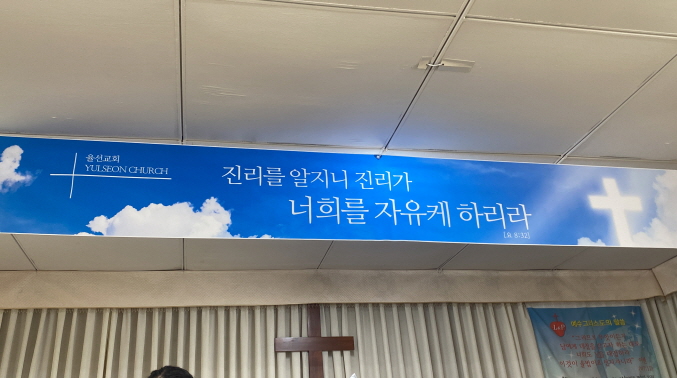 율선교회
YULSEON CHURCH
진리를 알지니 진리가
너희를 자유케 하리라
[요 8:32]